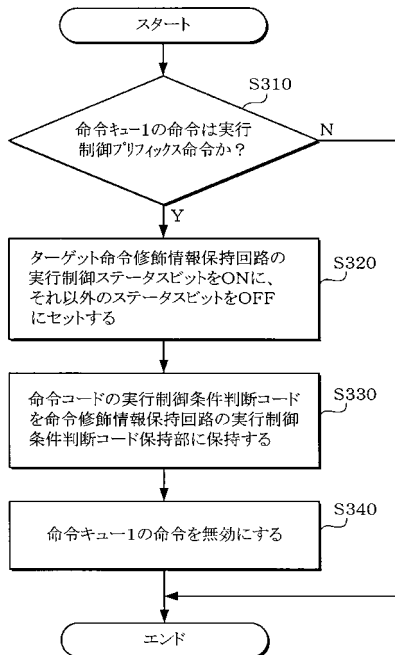 スタート
S310
命令キュー1の命令は実行
制御プリフィックス命令か?
N
Y
ターゲット命令修飾情報保持回路の
実行制御ステータスビットをONに、
それ以外のステータスビットをOFF
にセットする
S320
命令コードの実行制御条件判断コード
を命令修飾情報保持回路の実行制御
条件判断コード保持部に保持する
S330
命令キュー1の命令を無効にする
S340
エンド